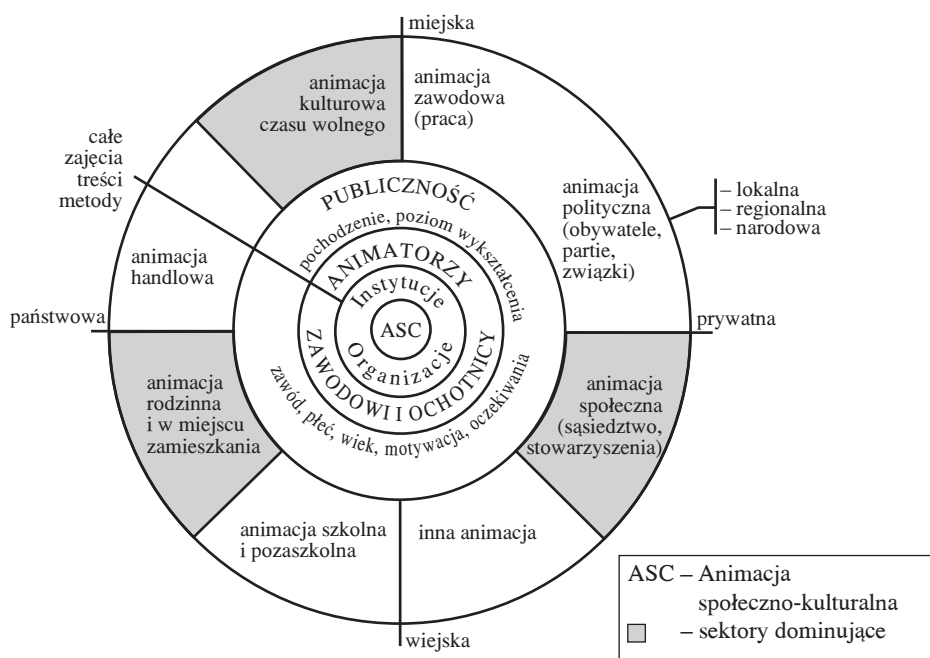 miejska
animacja
kulturowa
czasu wolnego
animacja
zawodowa
(praca)
całe
zajęcia
treści
metody
animacja
polityczna
(obywatele,
partie,
związki)
– lokalna
– regionalna
– narodowa
animacja
handlowa
PUBLICZNOŚĆ
pochodzenie, poziom wykształcenia
ANIMATORZY
Instytucje
ASC
Organizacje
ZAWODOWI I OCHOTNICY
zawód, płeć, wiek, motywacja, oczekiwania
państwowa
prywatna
animacja
rodzinna
i w miejscu
zamieszkania
animacja
społeczna
(sąsiedztwo,
stowarzyszenia)
animacja szkolna
i pozaszkolna
inna animacja
wiejska
ASC – Animacja
społeczno-kulturalna
– sektory dominujące